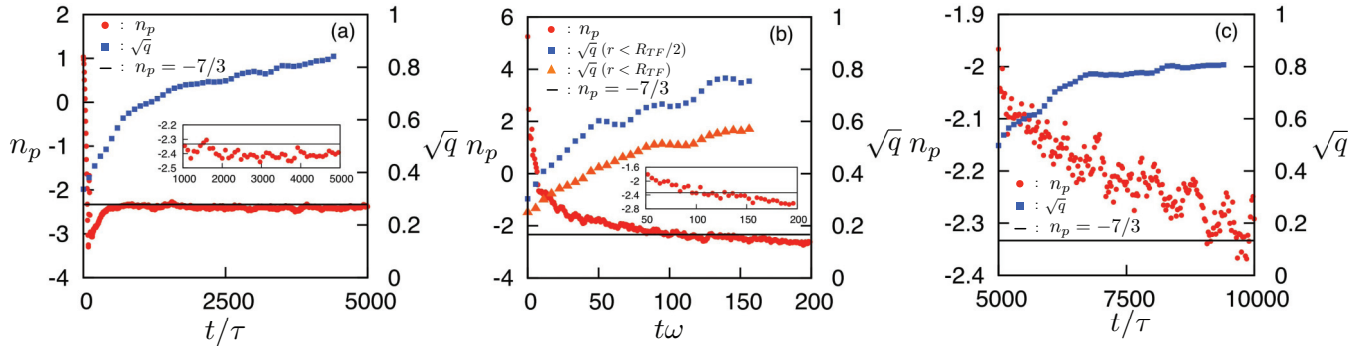 (a)
: n_p
: √q
: n_p = −7/3
2
1
0
-1
-2
-3
-4
n_p
1
0.8
0.6
0.4
0.2
0
√q
-2.2
-2.3
-2.4
-2.5
1000 2000 3000 4000 5000
0 2500 5000
t/τ
(b)
: n_p
: √q (r < R_TF/2)
: √q (r < R_TF)
: n_p = −7/3
6
4
2
0
-2
-4
n_p
1
0.8
0.6
0.4
0.2
0
√q
-1.6
-2
-2.4
-2.8
50 100 150 200
0 50 100 150 200
tω
(c)
: n_p
: √q
: n_p = −7/3
-1.9
-2
-2.1
-2.2
-2.3
-2.4
n_p
1
0.8
0.6
0.4
0.2
0
√q
5000 7500 10000
t/τ